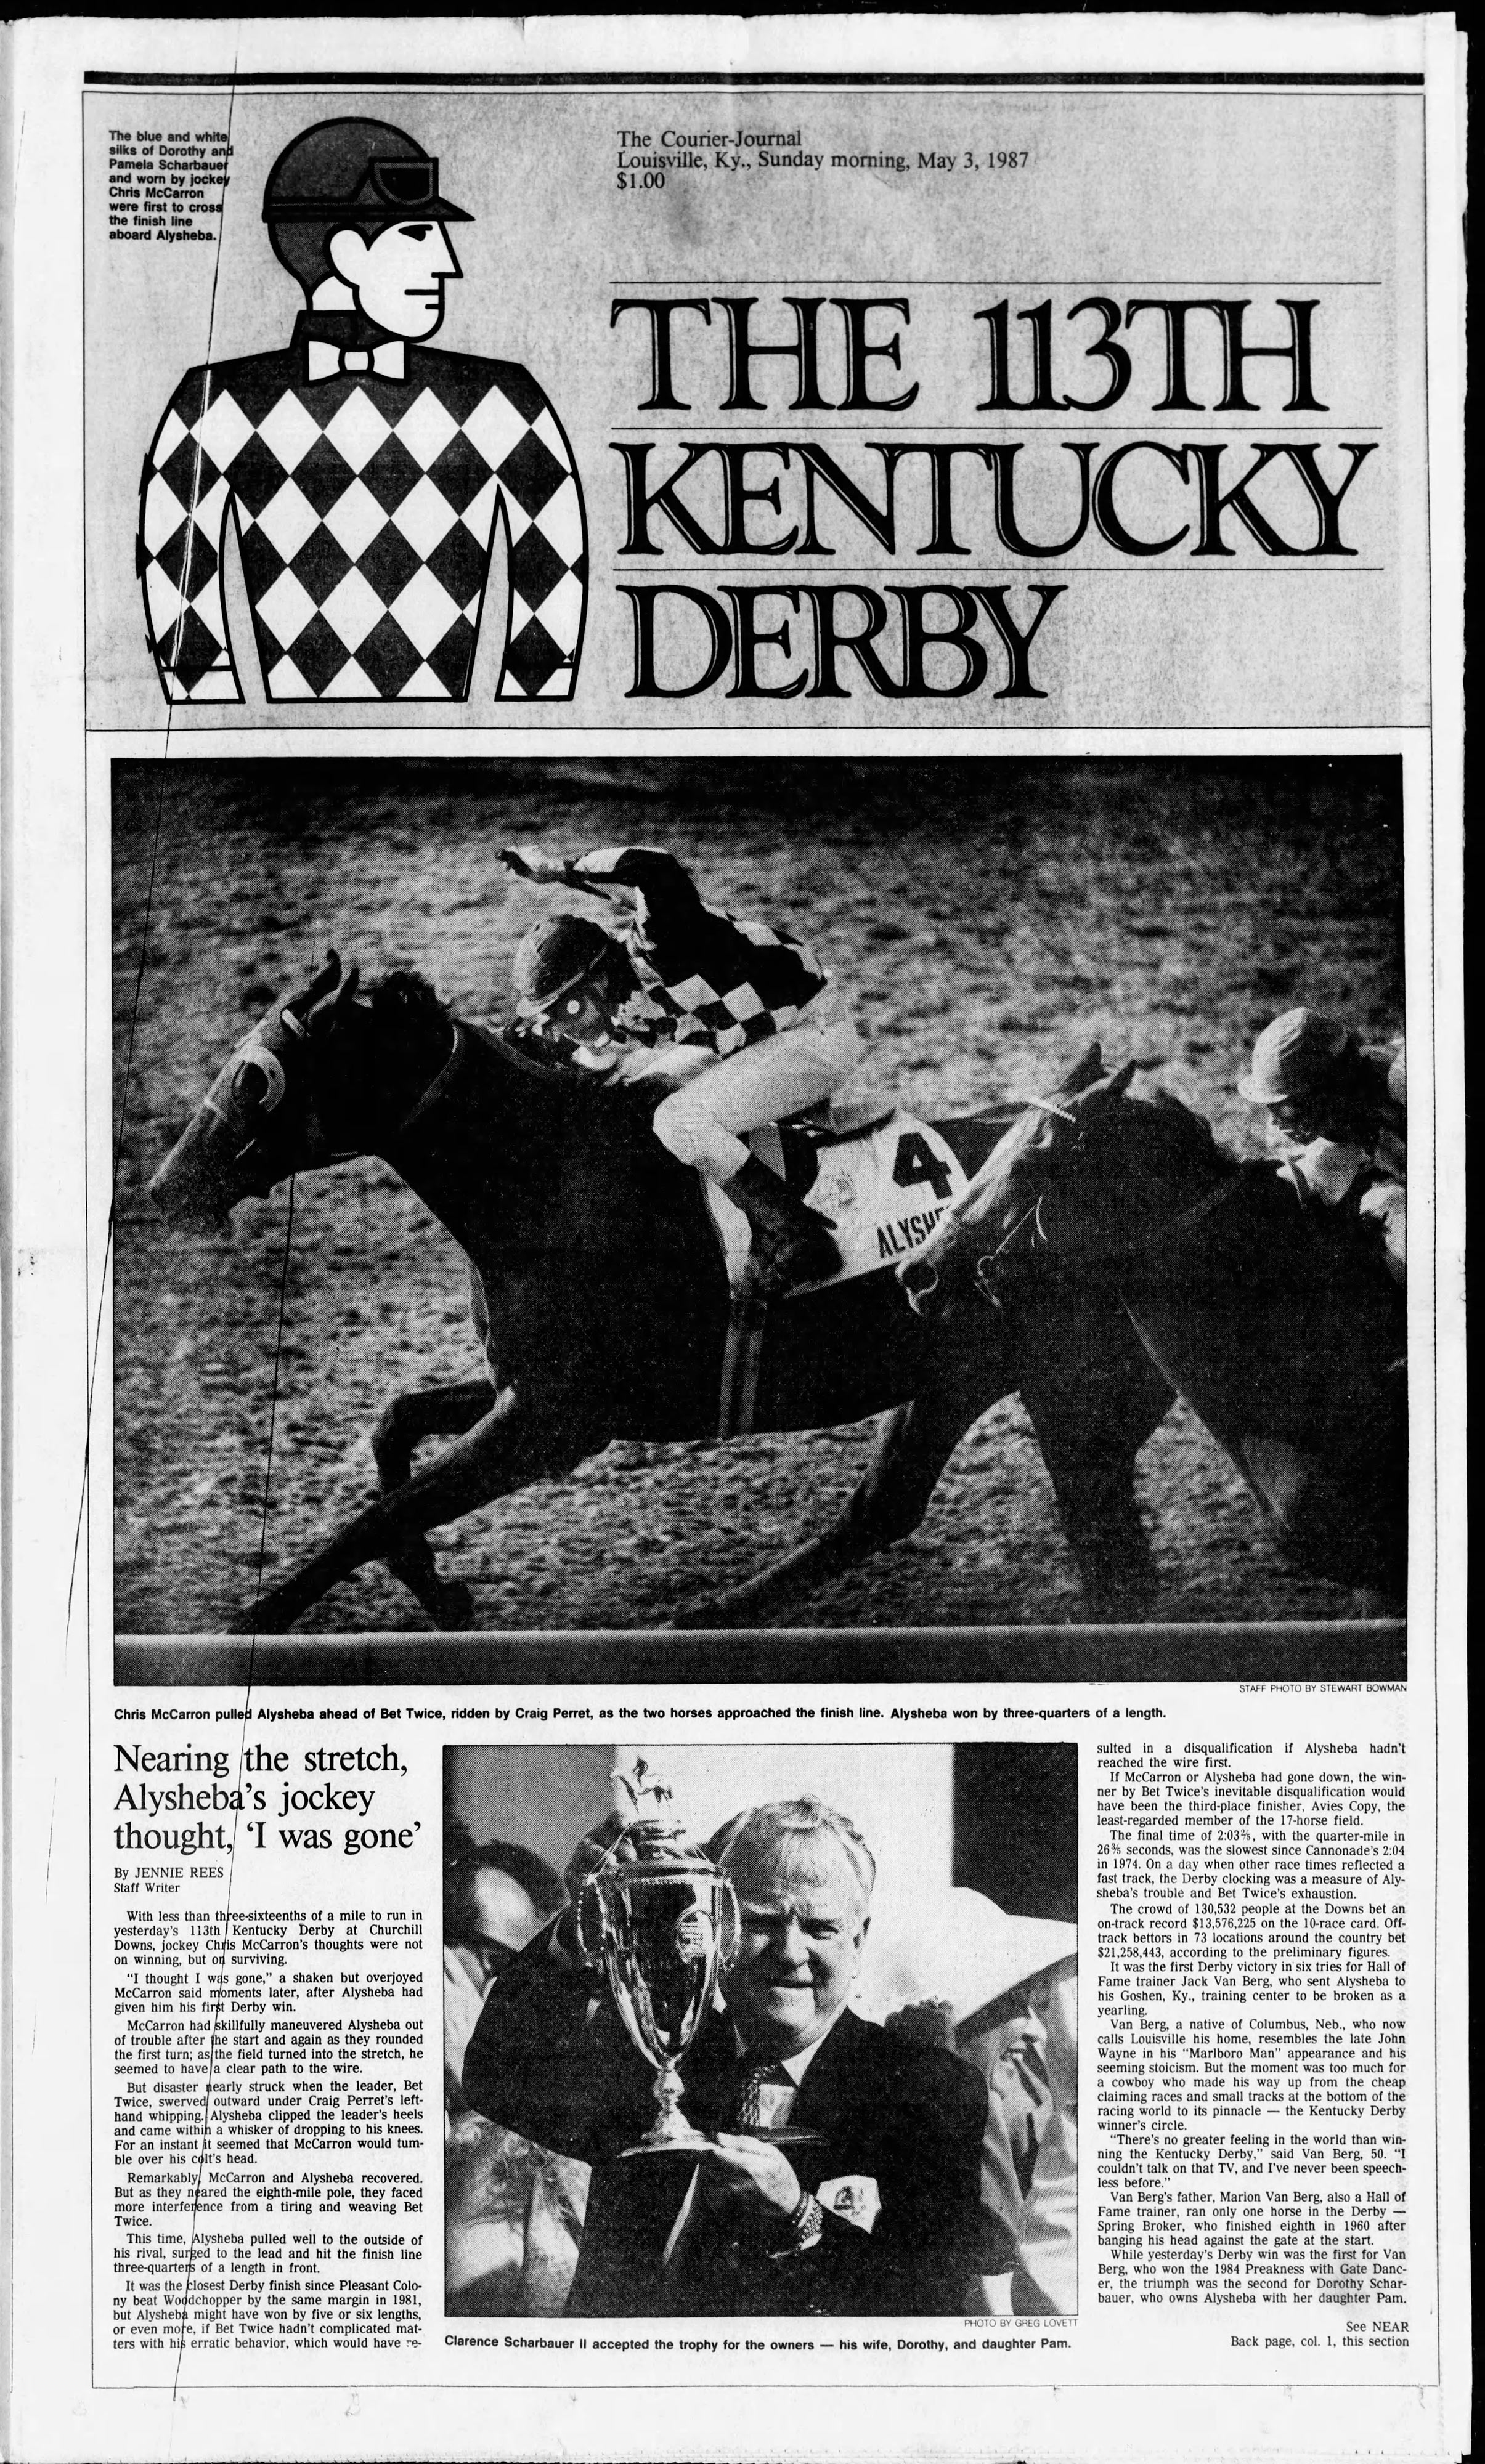 The blue and white
silks of Dorothy and
Pamela Scharbauer
and worn by jockey
Chris McCarron
were first to cross
the finish line
aboard Alysheba.
The Courier-Journal
Louisville, Ky., Sunday morning, May 3, 1987
$1.00
THE 113TH
KENTUCKY
DERBY
4
ALYSHE
STAFF PHOTO BY STEWART BOWMAN
Chris McCarron pulled Alysheba ahead of Bet Twice, ridden by Craig Perret, as the two horses approached the finish line. Alysheba won by three-quarters of a length.
Nearing the stretch,
Alysheba's jockey
thought, 'I was gone'
By JENNIE REES
Staff Writer
With less than three-sixteenths of a mile to run in
yesterday's 113th Kentucky Derby at Churchill
Downs, jockey Chris McCarron's thoughts were not
on winning, but on surviving.
"I thought I was gone," a shaken but overjoyed
McCarron said moments later, after Alysheba had
given him his first Derby win.
McCarron had skillfully maneuvered Alysheba out
of trouble after the start and again as they rounded
the first turn; as the field turned into the stretch, he
seemed to have a clear path to the wire.
But disaster nearly struck when the leader, Bet
Twice, swerved outward under Craig Perret's left-
hand whipping. Alysheba clipped the leader's heels
and came within a whisker of dropping to his knees.
For an instant it seemed that McCarron would tum-
ble over his colt's head.
Remarkably, McCarron and Alysheba recovered.
But as they neared the eighth-mile pole, they faced
more interference from a tiring and weaving Bet
Twice.
This time, Alysheba pulled well to the outside of
his rival, surged to the lead and hit the finish line
three-quarters of a length in front.
It was the closest Derby finish since Pleasant Colo-
ny beat Woodchopper by the same margin in 1981,
but Alysheba might have won by five or six lengths,
or even more, if Bet Twice hadn't complicated mat-
ters with his erratic behavior, which would have re-
PHOTO BY GREG LOVETT
Clarence Scharbauer II accepted the trophy for the owners — his wife, Dorothy, and daughter Pam.
sulted in a disqualification if Alysheba hadn't
reached the wire first.
If McCarron or Alysheba had gone down, the win-
ner by Bet Twice's inevitable disqualification would
have been the third-place finisher, Avies Copy, the
least-regarded member of the 17-horse field.
The final time of 2:03⅖, with the quarter-mile in
26⅗ seconds, was the slowest since Cannonade's 2:04
in 1974. On a day when other race times reflected a
fast track, the Derby clocking was a measure of Aly-
sheba's trouble and Bet Twice's exhaustion.
The crowd of 130,532 people at the Downs bet an
on-track record $13,576,225 on the 10-race card. Off-
track bettors in 73 locations around the country bet
$21,258,443, according to the preliminary figures.
It was the first Derby victory in six tries for Hall of
Fame trainer Jack Van Berg, who sent Alysheba to
his Goshen, Ky., training center to be broken as a
yearling.
Van Berg, a native of Columbus, Neb., who now
calls Louisville his home, resembles the late John
Wayne in his "Marlboro Man" appearance and his
seeming stoicism. But the moment was too much for
a cowboy who made his way up from the cheap
claiming races and small tracks at the bottom of the
racing world to its pinnacle — the Kentucky Derby
winner's circle.
"There's no greater feeling in the world than win-
ning the Kentucky Derby," said Van Berg, 50. "I
couldn't talk on that TV, and I've never been speech-
less before."
Van Berg's father, Marion Van Berg, also a Hall of
Fame trainer, ran only one horse in the Derby —
Spring Broker, who finished eighth in 1960 after
banging his head against the gate at the start.
While yesterday's Derby win was the first for Van
Berg, who won the 1984 Preakness with Gate Danc-
er, the triumph was the second for Dorothy Schar-
bauer, who owns Alysheba with her daughter Pam.
See NEAR
Back page, col. 1, this section